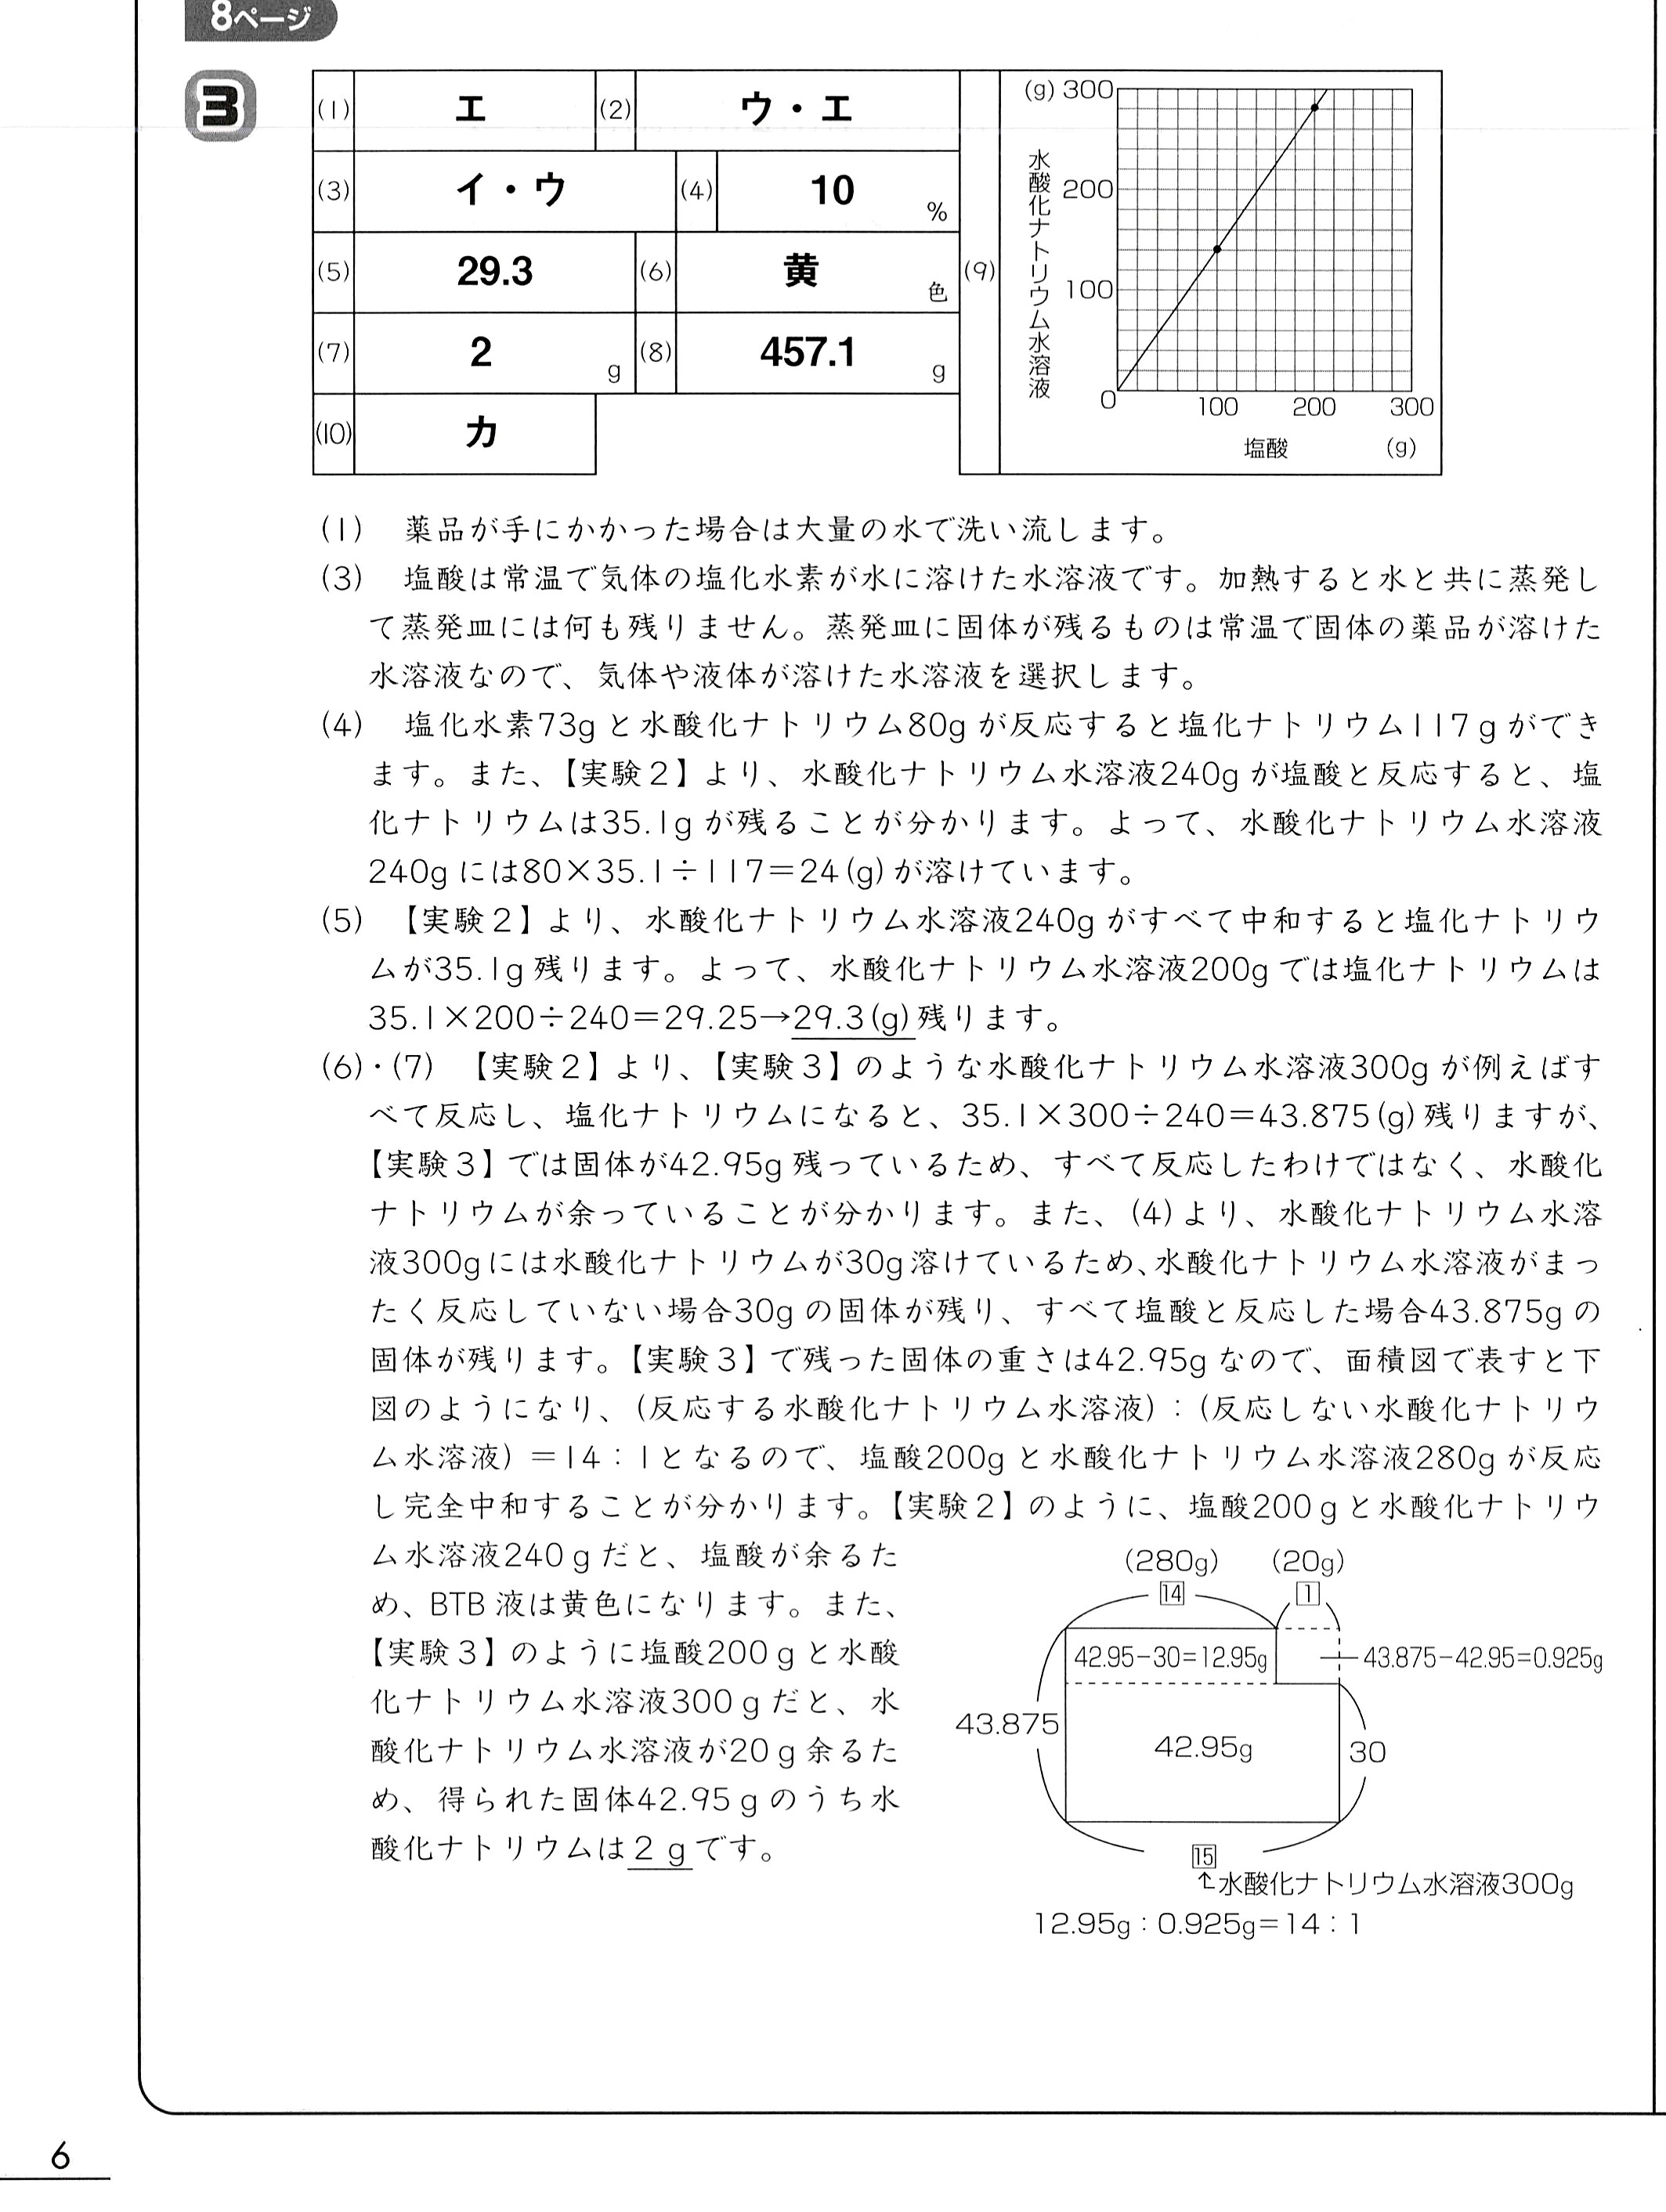 8ページ
3
(1) エ (2) ウ・エ
(3) イ・ウ (4) 10 %
(5) 29.3 (6) 黄 色
(7) 2 g (8) 457.1 g
(10) カ
(9)
(g) 300
200
100
0 100 200 300
水酸化ナトリウム水溶液
塩酸 (g)
(1) 薬品が手にかかった場合は大量の水で洗い流します。
(3) 塩酸は常温で気体の塩化水素が水に溶けた水溶液です。加熱すると水と共に蒸発し
て蒸発皿には何も残りません。蒸発皿に固体が残るものは常温で固体の薬品が溶けた
水溶液なので、気体や液体が溶けた水溶液を選択します。
(4) 塩化水素73gと水酸化ナトリウム80gが反応すると塩化ナトリウム117gができ
ます。また、【実験2】より、水酸化ナトリウム水溶液240gが塩酸と反応すると、塩
化ナトリウムは35.1gが残ることが分かります。よって、水酸化ナトリウム水溶液
240gには80×35.1÷117=24(g)が溶けています。
(5) 【実験2】より、水酸化ナトリウム水溶液240gがすべて中和すると塩化ナトリウ
ムが35.1g残ります。よって、水酸化ナトリウム水溶液200gでは塩化ナトリウムは
35.1×200÷240=29.25→29.3(g)残ります。
(6)・(7) 【実験2】より、【実験3】のような水酸化ナトリウム水溶液300gが例えばす
べて反応し、塩化ナトリウムになると、35.1×300÷240=43.875(g)残りますが、
【実験3】では固体が42.95g残っているため、すべて反応したわけではなく、水酸化
ナトリウムが余っていることが分かります。また、(4)より、水酸化ナトリウム水溶
液300gには水酸化ナトリウムが30g溶けているため、水酸化ナトリウム水溶液がまっ
たく反応していない場合30gの固体が残り、すべて塩酸と反応した場合43.875gの
固体が残ります。【実験3】で残った固体の重さは42.95gなので、面積図で表すと下
図のようになり、(反応する水酸化ナトリウム水溶液):(反応しない水酸化ナトリウ
ム水溶液)=14:1となるので、塩酸200gと水酸化ナトリウム水溶液280gが反応
し完全中和することが分かります。【実験2】のように、塩酸200gと水酸化ナトリウ
ム水溶液240gだと、塩酸が余るた
め、BTB液は黄色になります。また、
【実験3】のように塩酸200gと水酸
化ナトリウム水溶液300gだと、水
酸化ナトリウム水溶液が20g余るた
め、得られた固体42.95gのうち水
酸化ナトリウムは2gです。
(280g) (20g)
14 1
42.95-30=12.95g 43.875-42.95=0.925g
43.875 42.95g 30
15
水酸化ナトリウム水溶液300g
12.95g:0.925g=14:1
6